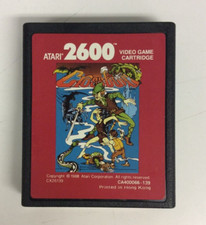 ATARI 2600 VIDEO GAME
CARTRIDGE
Copyright © 1988 Atari Corporation. All rights reserved.
Printed in Hong Kong